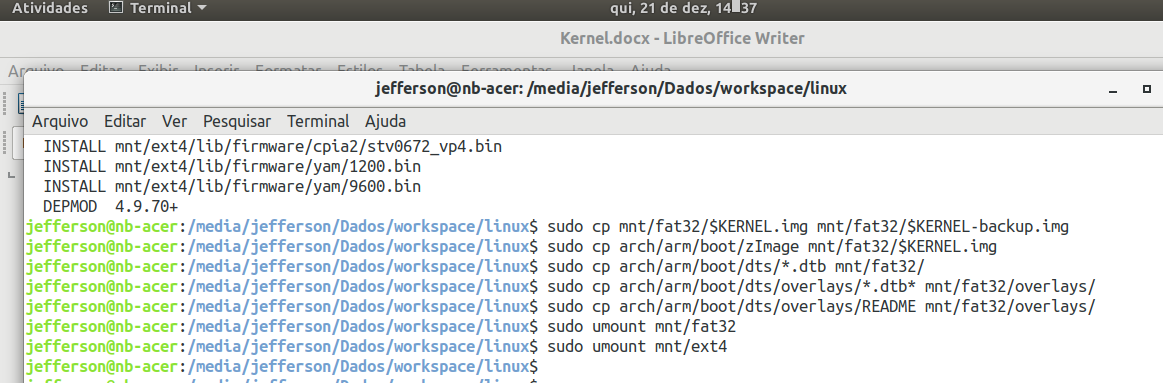 Atividades Terminal qui, 21 de dez, 14 37
Kernel.docx - LibreOffice Writer
Arquivo Editar Exibir Inserir Formatar Estilos Tabela Ferramentas Janela Ajuda
jefferson@nb-acer: /media/jefferson/Dados/workspace/linux
Arquivo Editar Ver Pesquisar Terminal Ajuda
INSTALL mnt/ext4/lib/firmware/cpia2/stv0672_vp4.bin
INSTALL mnt/ext4/lib/firmware/yam/1200.bin
INSTALL mnt/ext4/lib/firmware/yam/9600.bin
DEPMOD 4.9.70+
jefferson@nb-acer:/media/jefferson/Dados/workspace/linux$ sudo cp mnt/fat32/$KERNEL.img mnt/fat32/$KERNEL-backup.img
jefferson@nb-acer:/media/jefferson/Dados/workspace/linux$ sudo cp arch/arm/boot/zImage mnt/fat32/$KERNEL.img
jefferson@nb-acer:/media/jefferson/Dados/workspace/linux$ sudo cp arch/arm/boot/dts/*.dtb mnt/fat32/
jefferson@nb-acer:/media/jefferson/Dados/workspace/linux$ sudo cp arch/arm/boot/dts/overlays/*.dtb* mnt/fat32/overlays/
jefferson@nb-acer:/media/jefferson/Dados/workspace/linux$ sudo cp arch/arm/boot/dts/overlays/README mnt/fat32/overlays/
jefferson@nb-acer:/media/jefferson/Dados/workspace/linux$ sudo umount mnt/fat32
jefferson@nb-acer:/media/jefferson/Dados/workspace/linux$ sudo umount mnt/ext4
jefferson@nb-acer:/media/jefferson/Dados/workspace/linux$